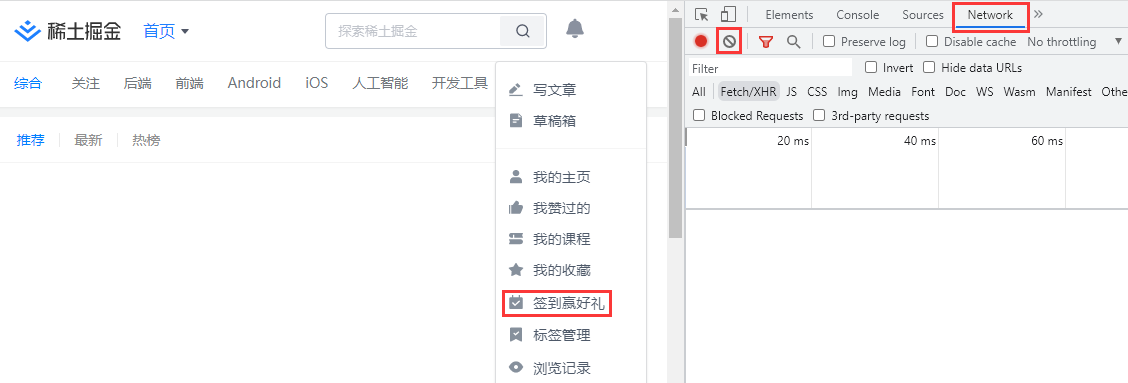 稀土掘金 首页 探索稀土掘金
综合 关注 后端 前端 Android iOS 人工智能 开发工具
推荐 最新 热榜
写文章
草稿箱
我的主页
我赞过的
我的课程
我的收藏
签到赢好礼
标签管理
浏览记录
Elements Console Sources Network »
Preserve log Disable cache No throttling
Filter Invert Hide data URLs
All Fetch/XHR JS CSS Img Media Font Doc WS Wasm Manifest Othe
Blocked Requests 3rd-party requests
20 ms 40 ms 60 ms